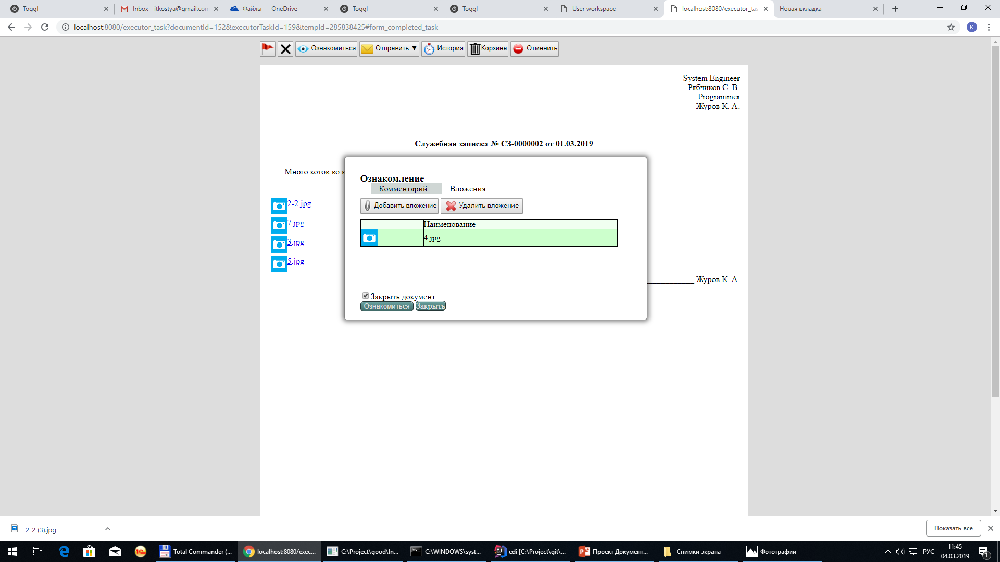 Toggl
Inbox - itkostya@gmail.com
Файлы — OneDrive
Toggl
Toggl
User workspace
localhost:8080/executor_tas
Новая вкладка
localhost:8080/executor_task?documentId=152&executorTaskId=159&tempId=285838425#form_completed_task
K
Ознакомиться
Отправить ▼
История
Корзина
Отменить
System Engineer
Рябчиков С. В.
Programmer
Журов К. А.
Служебная записка № СЗ-0000002 от 01.03.2019
Много котов во в
2-2.jpg
7.jpg
3.jpg
5.jpg
Ознакомление
Комментарий :
Вложения
Добавить вложение
Удалить вложение
Наименование
4.jpg
____________ Журов К. А.
Закрыть документ
Ознакомиться
Закрыть
2-2 (3).jpg
Показать все
Total Commander (...
localhost:8080/exec...
C:\Project\good\In...
C:\WINDOWS\syst...
edi [C:\Project\git\...
Проект Документ...
Снимки экрана
Фотографии
РУС
11:45
04.03.2019
1